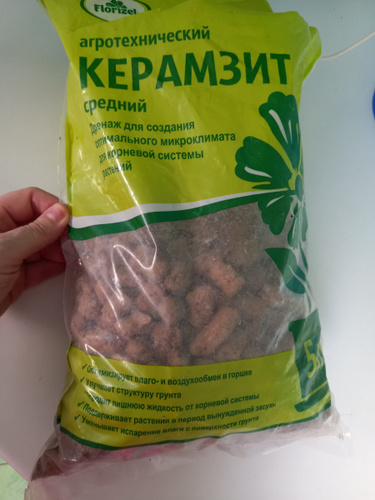 Florizel
агротехнический
КЕРАМЗИТ
средний
Дренаж для создания
оптимального микроклимата
для корневой системы
растений
5
Оптимизирует влаго- и воздухообмен в горшке
Улучшает структуру грунта
лишнюю жидкость от корневой системы
Поддерживает растения в период вынужденной засухи
Уменьшает испарение влаги с поверхности грунта